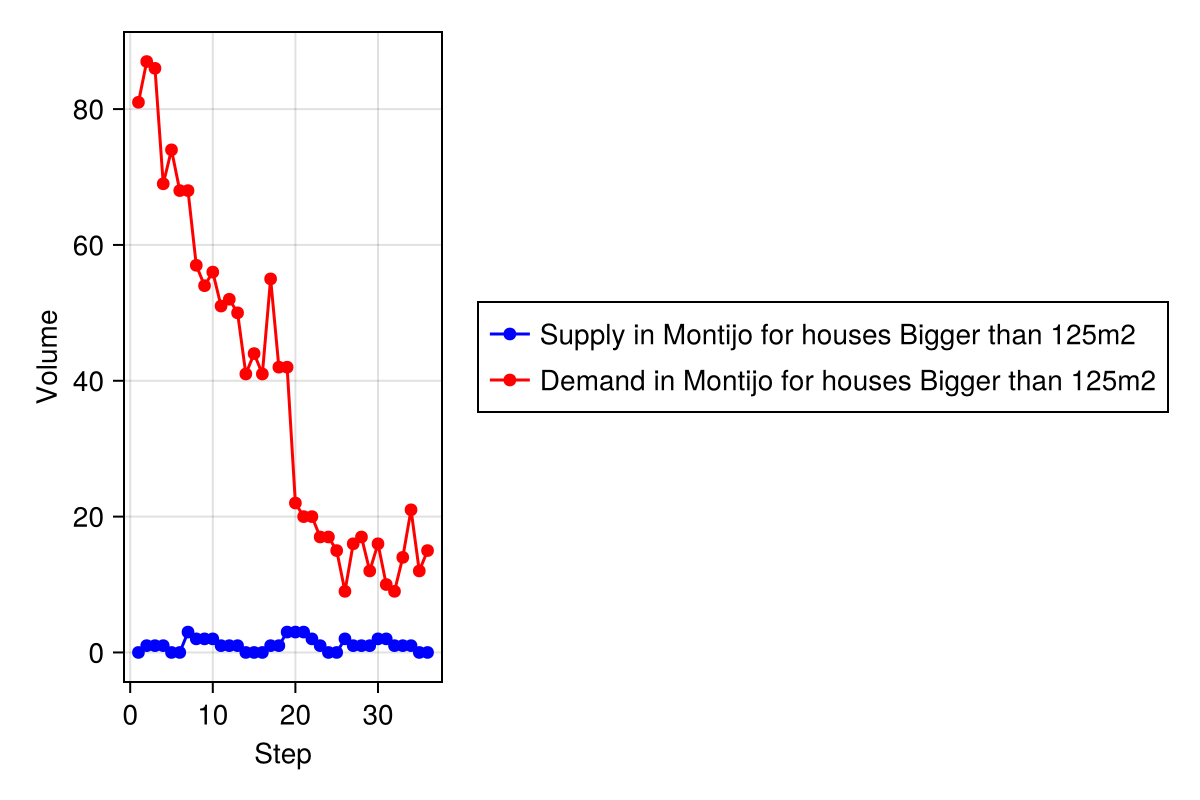 80
60
40
20
0
Volume
0 10 20 30
Step
Supply in Montijo for houses Bigger than 125m2
Demand in Montijo for houses Bigger than 125m2